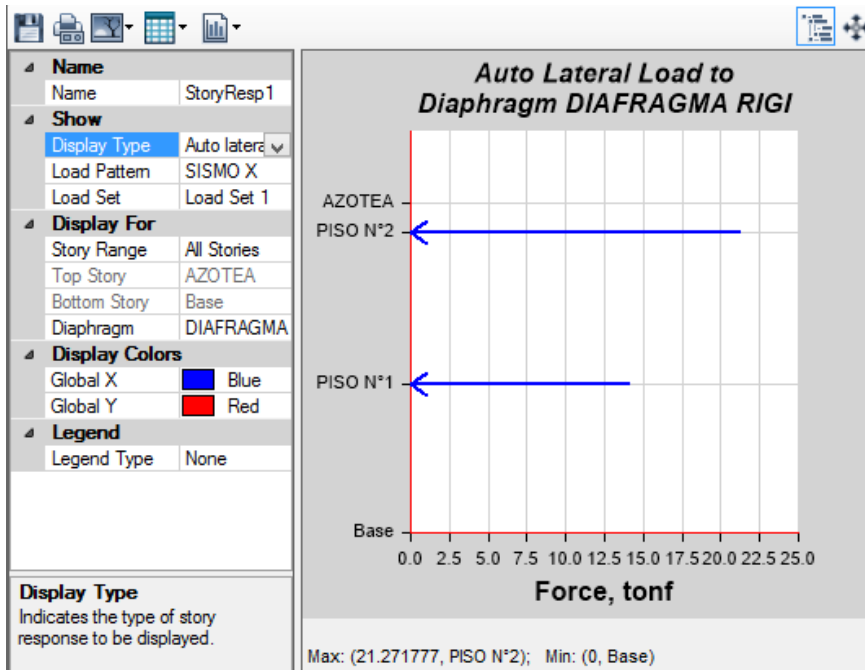 Name
Name StoryResp1
Show
Display Type Auto latera
Load Pattern SISMO X
Load Set Load Set 1
Display For
Story Range All Stories
Top Story AZOTEA
Bottom Story Base
Diaphragm DIAFRAGMA
Display Colors
Global X Blue
Global Y Red
Legend
Legend Type None
Display Type
Indicates the type of story
response to be displayed.
Auto Lateral Load to
Diaphragm DIAFRAGMA RIGI
AZOTEA
PISO N°2
PISO N°1
Base
0.0 2.5 5.0 7.5 10.0 12.5 15.0 17.5 20.0 22.5 25.0
Force, tonf
Max: (21.271777, PISO N°2); Min: (0, Base)